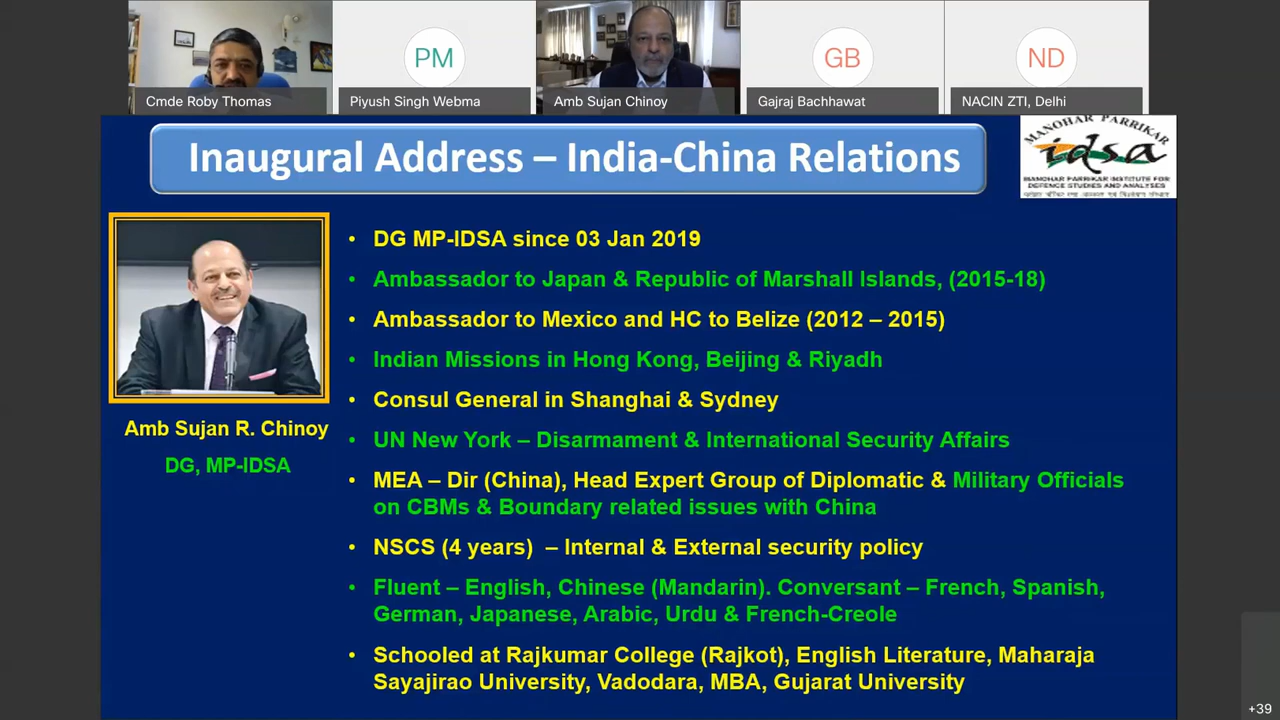 PM
GB
ND
Cmde Roby Thomas
Piyush Singh Webma
Amb Sujan Chinoy
Gajraj Bachhawat
NACIN ZTI, Delhi
Inaugural Address – India-China Relations
MANOHAR PARRIKAR
idsa
MANOHAR PARRIKAR INSTITUTE FOR
DEFENCE STUDIES AND ANALYSES
• DG MP-IDSA since 03 Jan 2019
• Ambassador to Japan & Republic of Marshall Islands, (2015-18)
• Ambassador to Mexico and HC to Belize (2012 – 2015)
• Indian Missions in Hong Kong, Beijing & Riyadh
• Consul General in Shanghai & Sydney
Amb Sujan R. Chinoy
DG, MP-IDSA
• UN New York – Disarmament & International Security Affairs
• MEA – Dir (China), Head Expert Group of Diplomatic & Military Officials
on CBMs & Boundary related issues with China
• NSCS (4 years) – Internal & External security policy
• Fluent – English, Chinese (Mandarin). Conversant – French, Spanish,
German, Japanese, Arabic, Urdu & French-Creole
• Schooled at Rajkumar College (Rajkot), English Literature, Maharaja
Sayajirao University, Vadodara, MBA, Gujarat University
+39